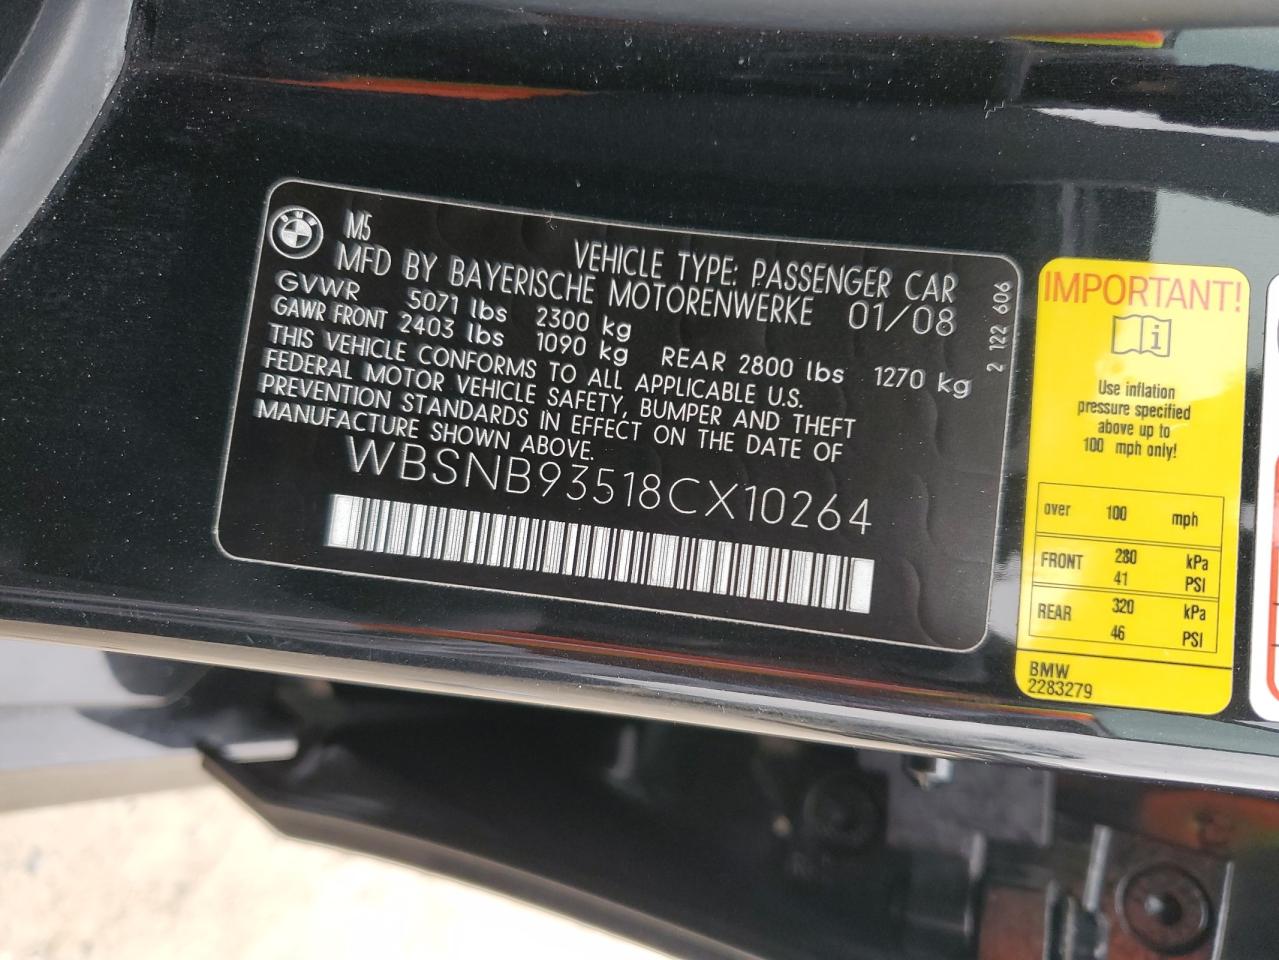 M5
VEHICLE TYPE: PASSENGER CAR
MFD BY BAYERISCHE MOTORENWERKE 01/08
GVWR 5071 lbs 2300 kg
GAWR FRONT 2403 lbs 1090 kg REAR 2800 lbs 1270 kg
THIS VEHICLE CONFORMS TO ALL APPLICABLE U.S.
FEDERAL MOTOR VEHICLE SAFETY, BUMPER AND THEFT
PREVENTION STANDARDS IN EFFECT ON THE DATE OF
MANUFACTURE SHOWN ABOVE.
WBSNB93518CX10264
2 122 606
IMPORTANT!
i
Use inflation
pressure specified
above up to
100 mph only!
over 100 mph
FRONT 280 kPa
41 PSI
REAR 320 kPa
46 PSI
BMW
2283279